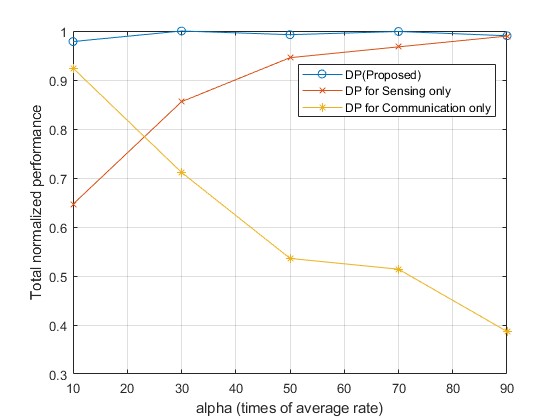 1
0.9
0.8
0.7
0.6
0.5
0.4
0.3
Total normalized performance
DP(Proposed)
DP for Sensing only
DP for Communication only
10 20 30 40 50 60 70 80 90
alpha (times of average rate)